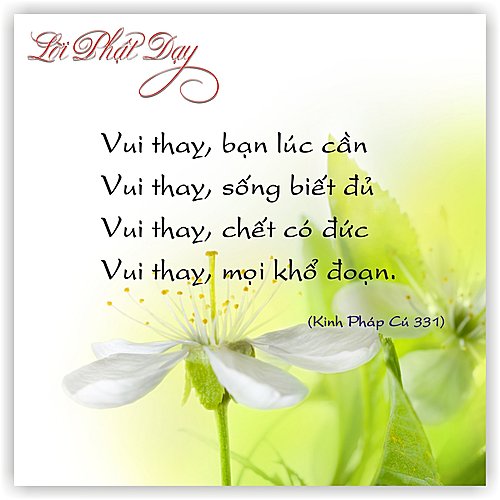 Lời Phật Dạy
Vui thay, bạn lúc cần
Vui thay, sống biết đủ
Vui thay, chết có đức
Vui thay, mọi khổ đoạn.
(Kinh Pháp Cú 331)